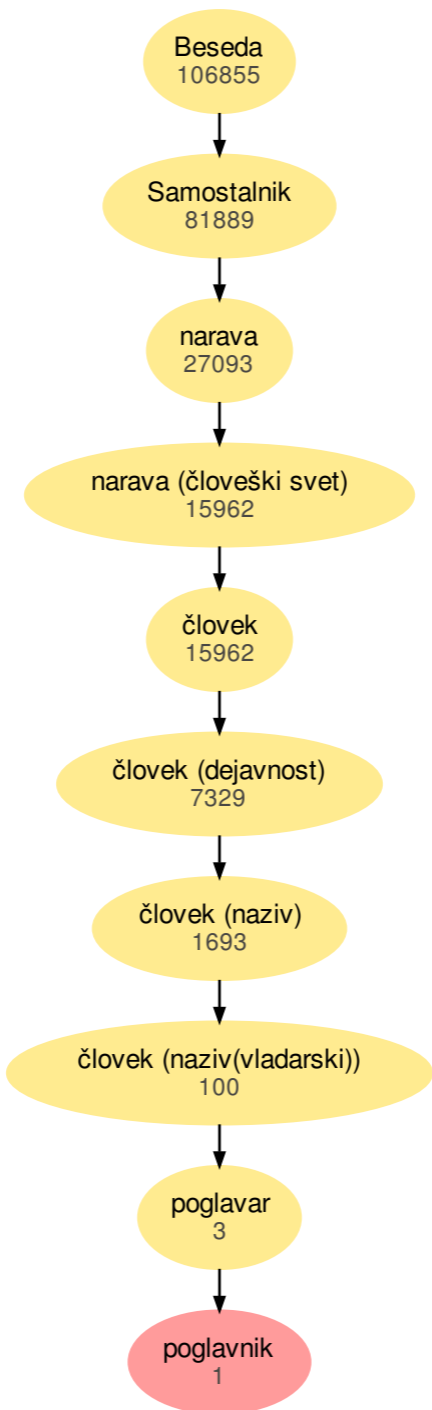 Beseda
106855
Samostalnik
81889
narava
27093
narava (človeški svet)
15962
človek
15962
človek (dejavnost)
7329
človek (naziv)
1693
človek (naziv(vladarski))
100
poglavar
3
poglavnik
1